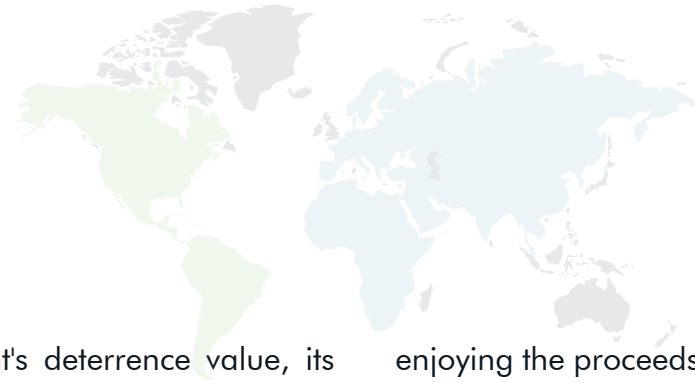 t's deterrence value, its
enjoying the proceeds